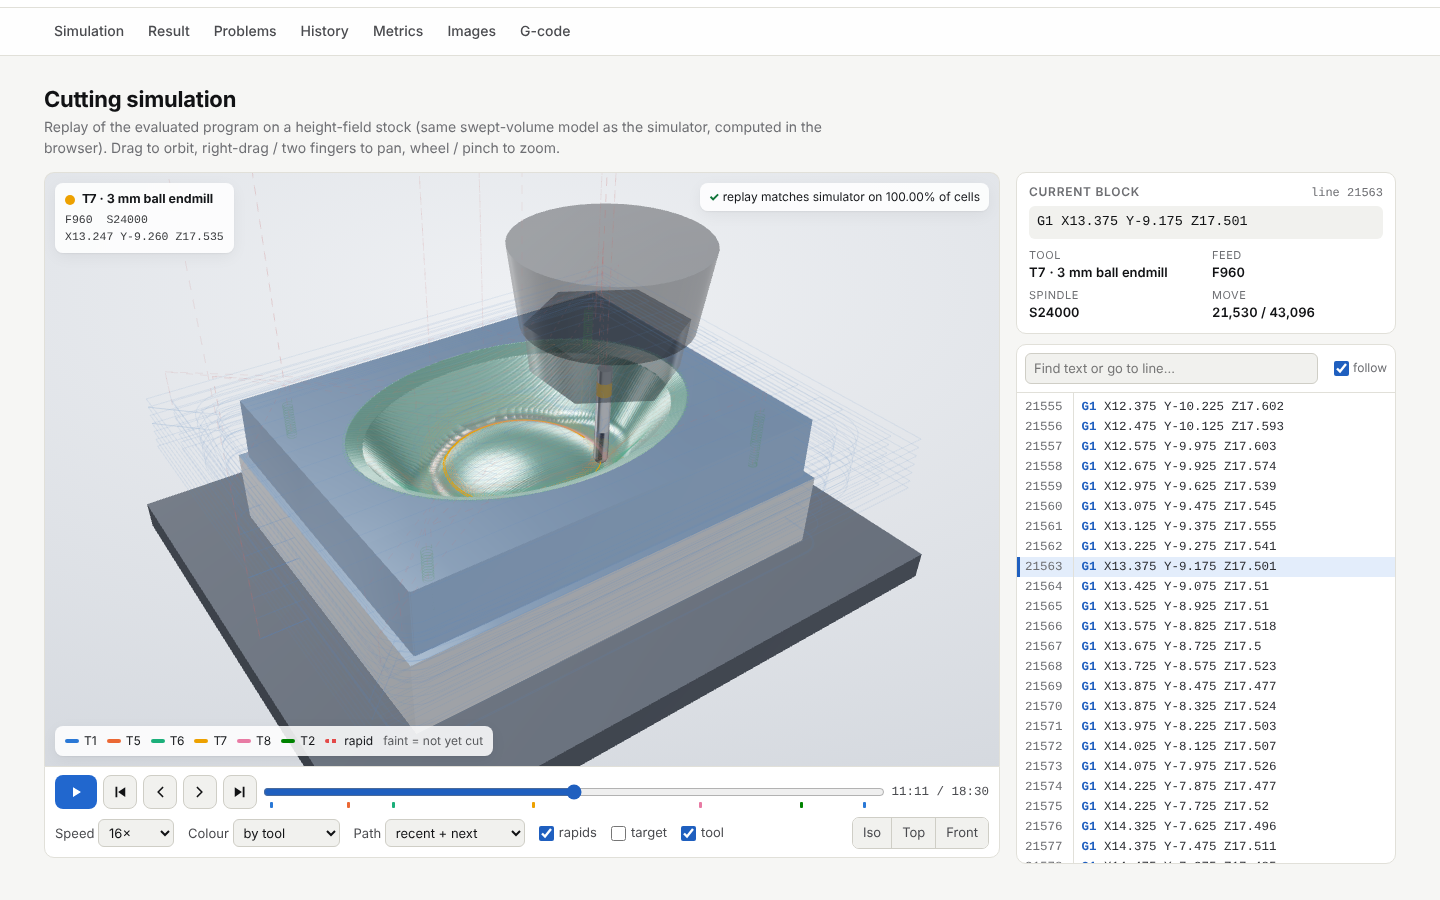 Simulation Result Problems History Metrics Images G-code
Cutting simulation
Replay of the evaluated program on a height-field stock (same swept-volume model as the simulator, computed in the
browser). Drag to orbit, right-drag / two fingers to pan, wheel / pinch to zoom.
T7 · 3 mm ball endmill
F960 S24000
X13.247 Y-9.260 Z17.535
✓ replay matches simulator on 100.00% of cells
T1 T5 T6 T7 T8 T2 rapid faint = not yet cut
11:11 / 18:30
Speed 16× Colour by tool Path recent + next rapids target tool Iso Top Front
CURRENT BLOCK line 21563
G1 X13.375 Y-9.175 Z17.501
TOOL FEED
T7 · 3 mm ball endmill F960
SPINDLE MOVE
S24000 21,530 / 43,096
Find text or go to line... follow
21555 G1 X12.375 Y-10.225 Z17.602
21556 G1 X12.475 Y-10.125 Z17.593
21557 G1 X12.575 Y-9.975 Z17.603
21558 G1 X12.675 Y-9.925 Z17.574
21559 G1 X12.975 Y-9.625 Z17.539
21560 G1 X13.075 Y-9.475 Z17.545
21561 G1 X13.125 Y-9.375 Z17.555
21562 G1 X13.225 Y-9.275 Z17.541
21563 G1 X13.375 Y-9.175 Z17.501
21564 G1 X13.425 Y-9.075 Z17.51
21565 G1 X13.525 Y-8.925 Z17.51
21566 G1 X13.575 Y-8.825 Z17.518
21567 G1 X13.675 Y-8.725 Z17.5
21568 G1 X13.725 Y-8.575 Z17.523
21569 G1 X13.875 Y-8.475 Z17.477
21570 G1 X13.875 Y-8.325 Z17.524
21571 G1 X13.975 Y-8.225 Z17.503
21572 G1 X14.025 Y-8.125 Z17.507
21573 G1 X14.075 Y-7.975 Z17.526
21574 G1 X14.225 Y-7.875 Z17.477
21575 G1 X14.225 Y-7.725 Z17.52
21576 G1 X14.325 Y-7.625 Z17.496
21577 G1 X14.375 Y-7.475 Z17.511